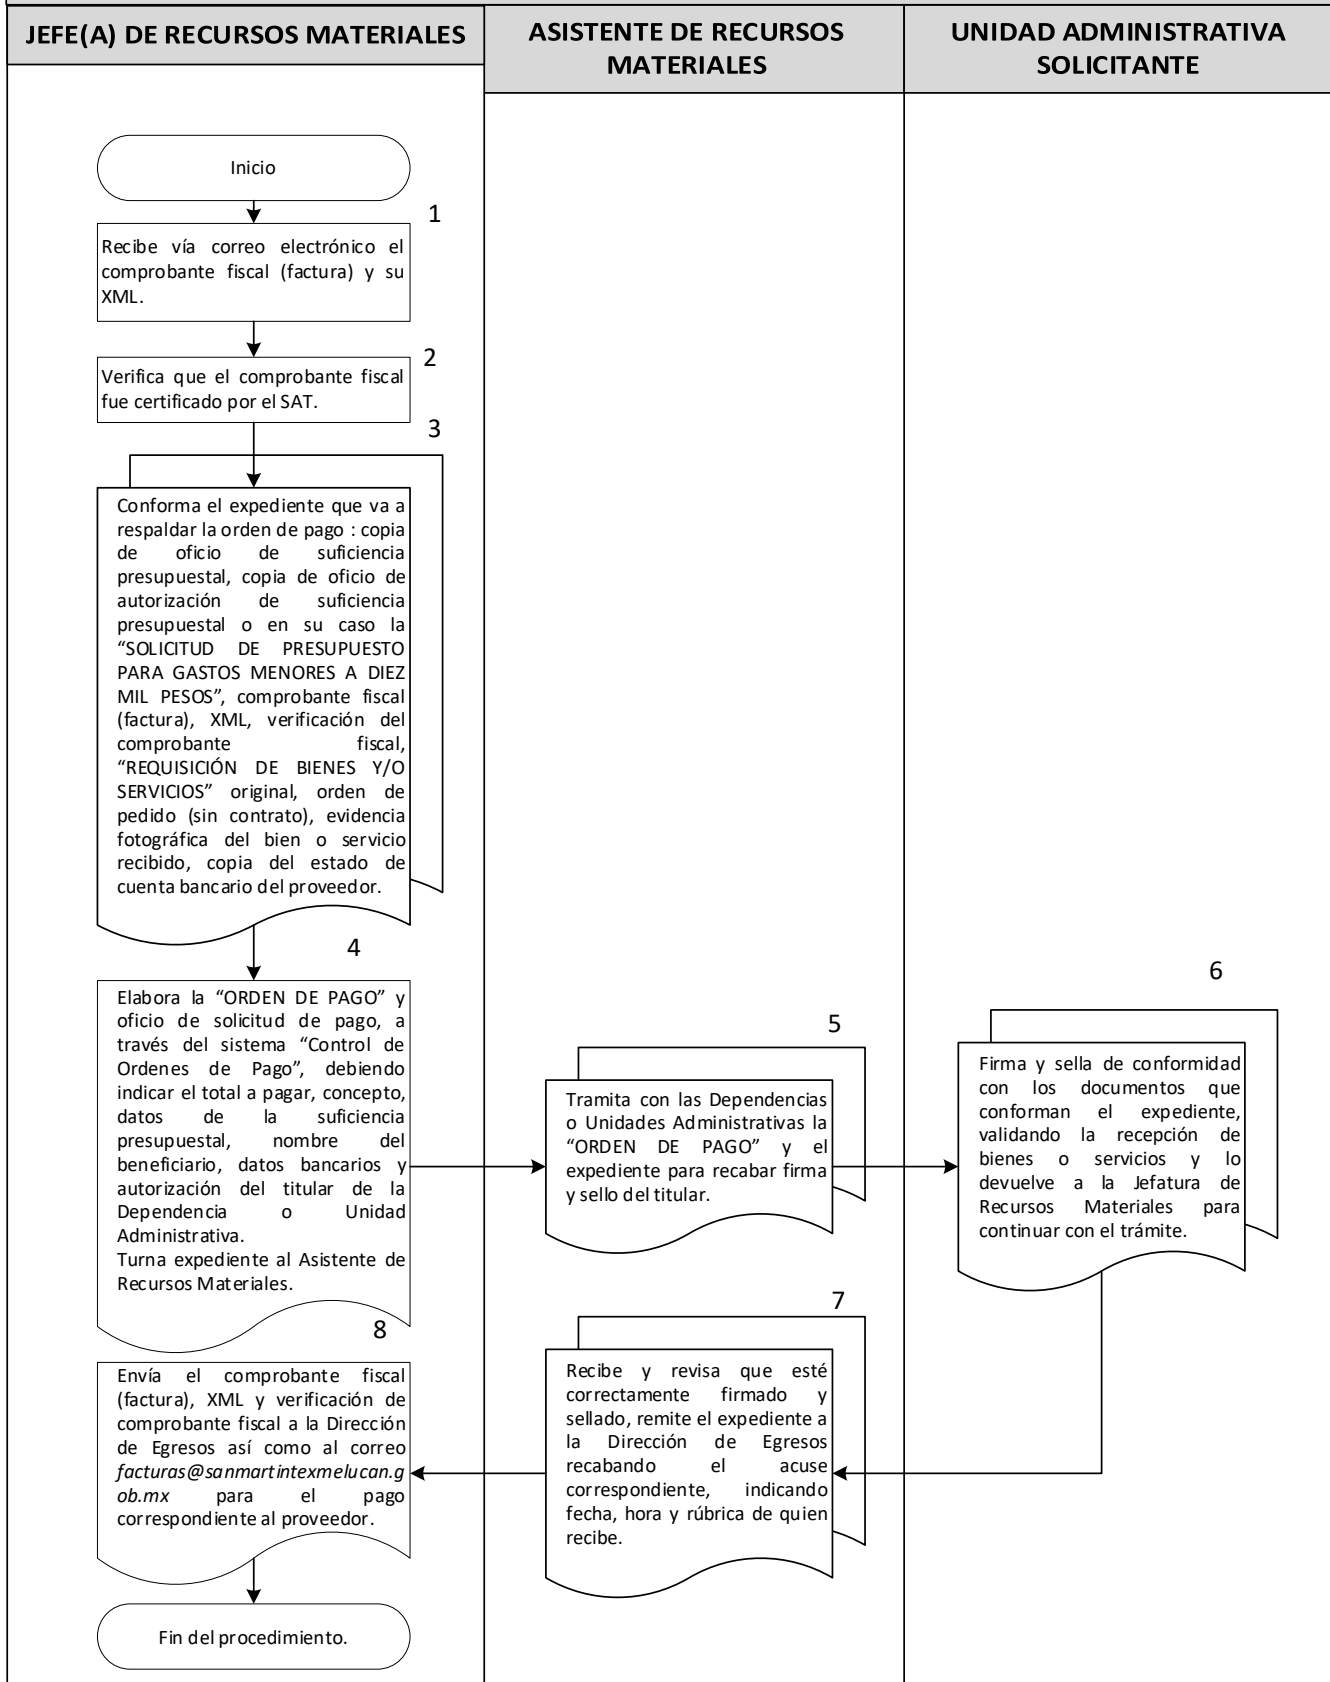 JEFE(A) DE RECURSOS MATERIALES
ASISTENTE DE RECURSOS
MATERIALES
UNIDAD ADMINISTRATIVA
SOLICITANTE
Inicio
1
Recibe vía correo electrónico el
comprobante fiscal (factura) y su
XML.
2
Verifica que el comprobante fiscal
fue certificado por el SAT.
3
Conforma el expediente que va a
respaldar la orden de pago : copia
de oficio de suficiencia
presupuestal, copia de oficio de
autorización de suficiencia
presupuestal o en su caso la
“SOLICITUD DE PRESUPUESTO
PARA GASTOS MENORES A DIEZ
MIL PESOS”, comprobante fiscal
(factura), XML, verificación del
comprobante fiscal,
“REQUISICIÓN DE BIENES Y/O
SERVICIOS” original, orden de
pedido (sin contrato), evidencia
fotográfica del bien o servicio
recibido, copia del estado de
cuenta bancario del proveedor.
4
Elabora la “ORDEN DE PAGO” y
oficio de solicitud de pago, a
través del sistema “Control de
Ordenes de Pago”, debiendo
indicar el total a pagar, concepto,
datos de la suficiencia
presupuestal, nombre del
beneficiario, datos bancarios y
autorización del titular de la
Dependencia o Unidad
Administrativa.
Turna expediente al Asistente de
Recursos Materiales.
5
Tramita con las Dependencias
o Unidades Administrativas la
“ORDEN DE PAGO” y el
expediente para recabar firma
y sello del titular.
6
Firma y sella de conformidad
con los documentos que
conforman el expediente,
validando la recepción de
bienes o servicios y lo
devuelve a la Jefatura de
Recursos Materiales para
continuar con el trámite.
7
Recibe y revisa que esté
correctamente firmado y
sellado, remite el expediente a
la Dirección de Egresos
recabando el acuse
correspondiente, indicando
fecha, hora y rúbrica de quien
recibe.
8
Envía el comprobante fiscal
(factura), XML y verificación de
comprobante fiscal a la Dirección
de Egresos así como al correo
facturas@sanmartintexmelucan.g
ob.mx para el pago
correspondiente al proveedor.
Fin del procedimiento.